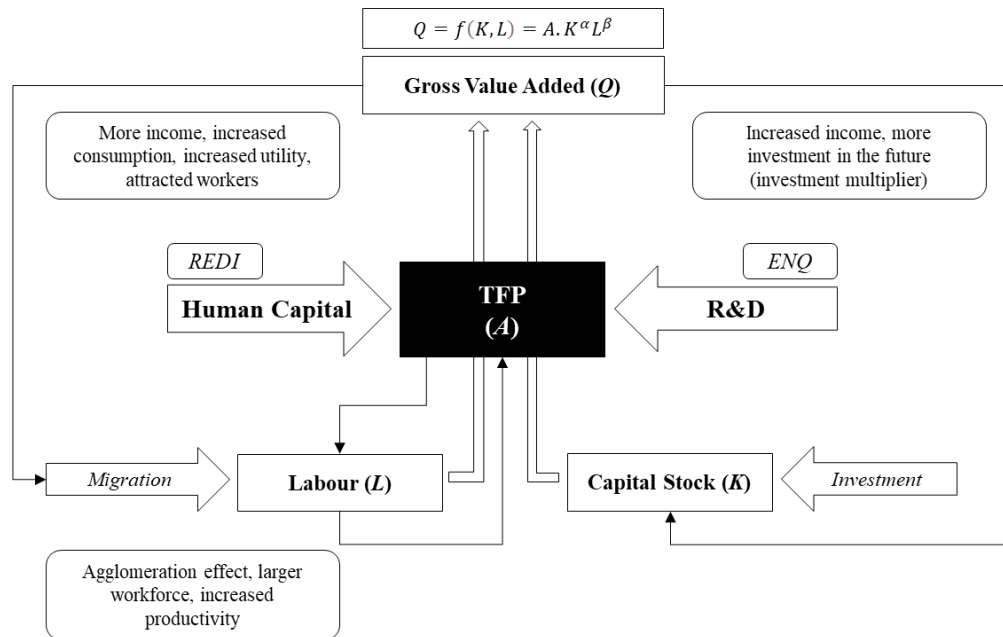 Q = f(K, L) = A. K^α L^β
Gross Value Added (Q)
More income, increased
consumption, increased utility,
attracted workers
Increased income, more
investment in the future
(investment multiplier)
REDI
Human Capital
TFP
(A)
ENQ
R&D
Migration
Labour (L)
Capital Stock (K)
Investment
Agglomeration effect, larger
workforce, increased
productivity